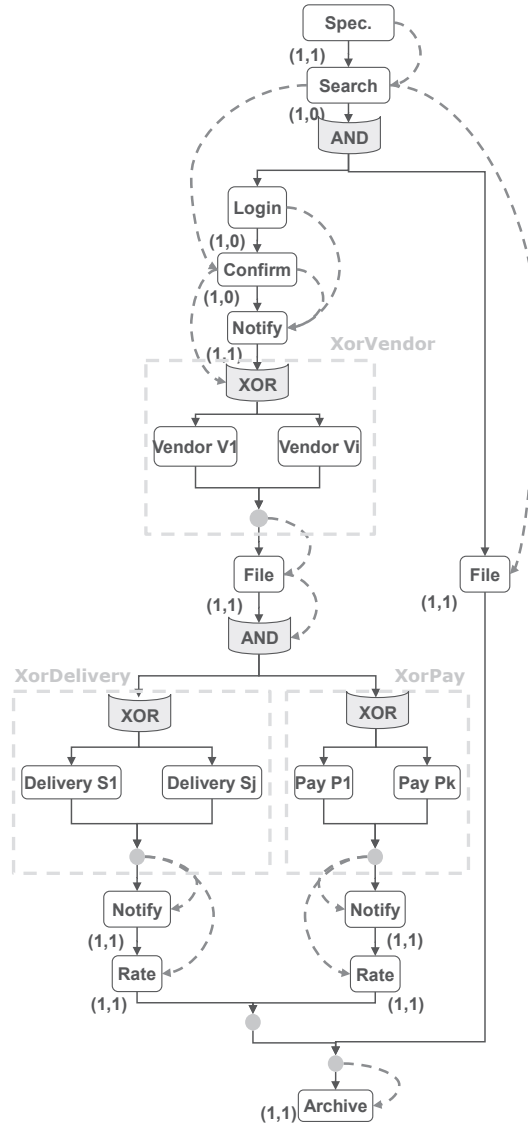 Spec.
(1,1)
Search
(1,0)
AND
Login
(1,0)
Confirm
(1,0)
Notify
(1,1)
XorVendor
XOR
Vendor V1
Vendor Vi
File
(1,1)
File
(1,1)
AND
XorDelivery
XorPay
XOR
XOR
Delivery S1
Delivery Sj
Pay P1
Pay Pk
Notify
Notify
(1,1)
(1,1)
Rate
Rate
(1,1)
(1,1)
Archive
(1,1)